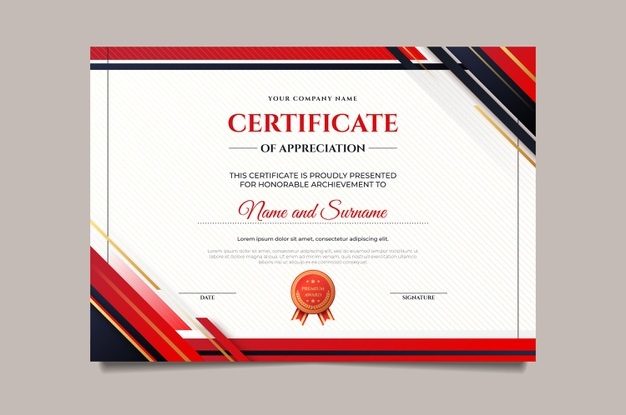 YOUR COMPANY NAME
CERTIFICATE
OF APPRECIATION
THIS CERTIFICATE IS PROUDLY PRESENTED
FOR HONORABLE ARCHIEVEMENT TO
Name and Surname
Lorem ipsum dolor sit amet, consectetur adipiscing elit.
DATE
PREMIUM
AWARD
SIGNATURE